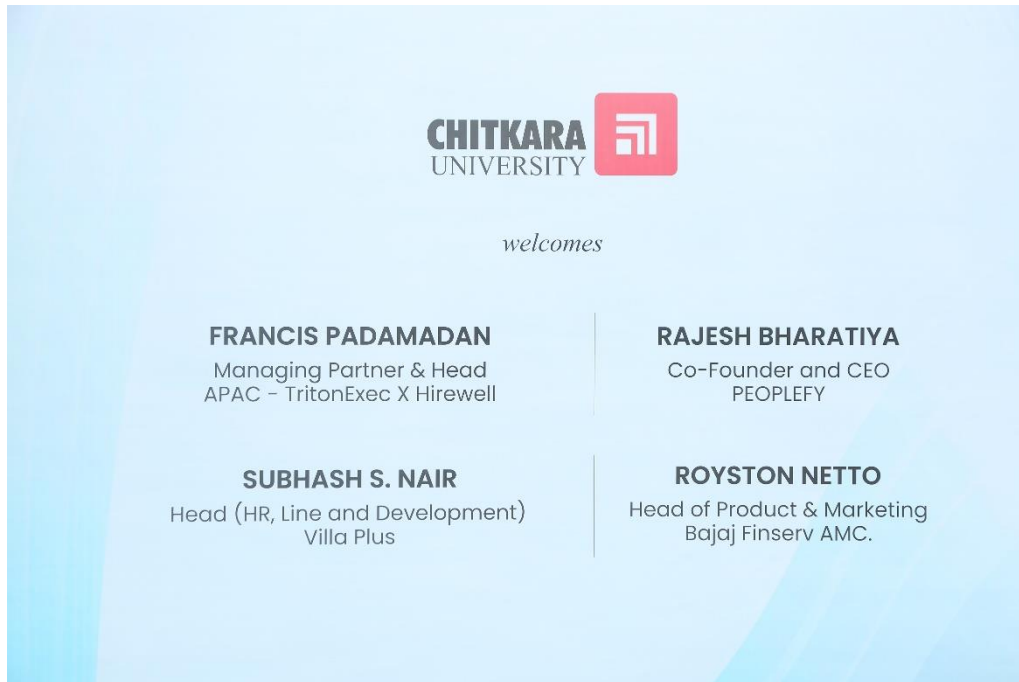 CHITKARA
UNIVERSITY
welcomes
FRANCIS PADAMADAN
Managing Partner & Head
APAC - TritonExec X Hirewell
RAJESH BHARATIYA
Co-Founder and CEO
PEOPLEFY
SUBHASH S. NAIR
Head (HR, Line and Development)
Villa Plus
ROYSTON NETTO
Head of Product & Marketing
Bajaj Finserv AMC.